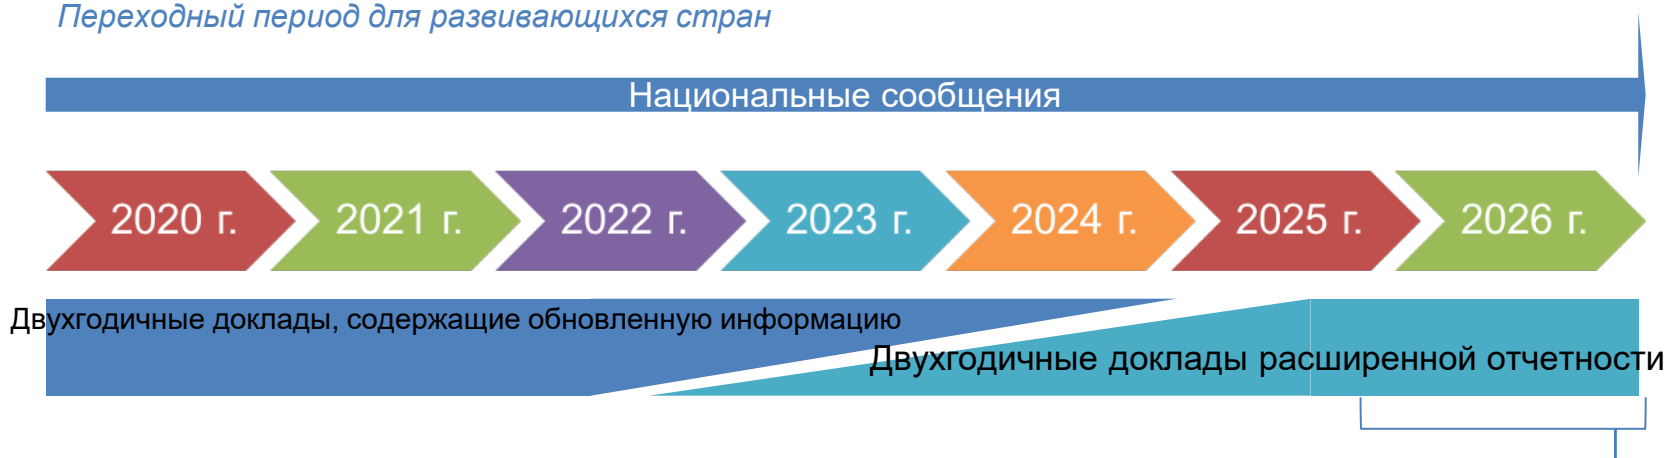 Переходный период для развивающихся стран
Национальные сообщения
2020 г. 2021 г. 2022 г. 2023 г. 2024 г. 2025 г. 2026 г.
Двухгодичные доклады, содержащие обновленную информацию
Двухгодичные доклады расширенной отчетности